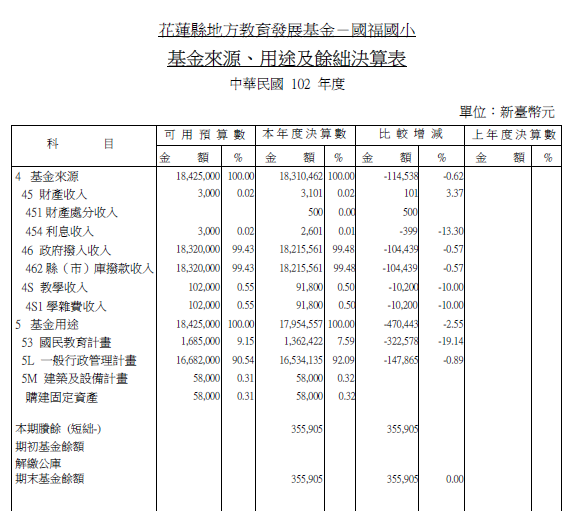 花蓮縣地方教育發展基金－國福國小
基金來源、用途及餘絀決算表
中華民國 102 年度
單位：新臺幣元
科 目 可用預算數 本年度決算數 比較增減 上年度決算數
金 額 % 金 額 % 金 額 % 金 額 %
4 基金來源 18,425,000 100.00 18,310,462 100.00 -114,538 -0.62
45 財產收入 3,000 0.02 3,101 0.02 101 3.37
451 財產處分收入 500 0.00 500
454 利息收入 3,000 0.02 2,601 0.01 -399 -13.30
46 政府撥入收入 18,320,000 99.43 18,215,561 99.48 -104,439 -0.57
462 縣（市）庫撥款收入 18,320,000 99.43 18,215,561 99.48 -104,439 -0.57
4S 教學收入 102,000 0.55 91,800 0.50 -10,200 -10.00
4S1 學雜費收入 102,000 0.55 91,800 0.50 -10,200 -10.00
5 基金用途 18,425,000 100.00 17,954,557 100.00 -470,443 -2.55
53 國民教育計畫 1,685,000 9.15 1,362,422 7.59 -322,578 -19.14
5L 一般行政管理計畫 16,682,000 90.54 16,534,135 92.09 -147,865 -0.89
5M 建築及設備計畫 58,000 0.31 58,000 0.32
購建固定資產 58,000 0.31 58,000 0.32
本期賸餘 (短絀-) 355,905 355,905
期初基金餘額
解繳公庫
期末基金餘額 355,905 355,905 0.00